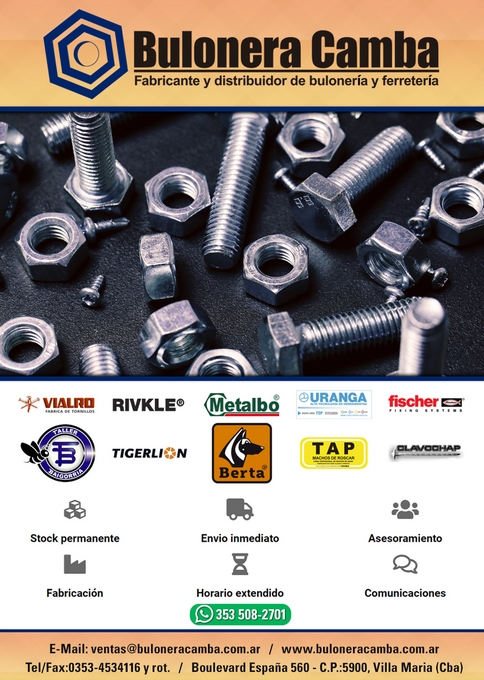 Bulonera Camba
Fabricante y distribuidor de bulonería y ferretería
VIALRO
FABRICA DE TORNILLOS
RIVKLE®
Metalbo®
URANGA
fischer
FIXING SYSTEMS
TALLER
BAIGORRIA
TIGERLION
Berta
TAP
MACHOS DE ROSCAR
CLAVOCHAP
Stock permanente
Envio inmediato
Asesoramiento
Fabricación
Horario extendido
Comunicaciones
353 508-2701
E-Mail: ventas@buloneracamba.com.ar / www.buloneracamba.com.ar
Tel/Fax:0353-4534116 y rot. / Boulevard España 560 - C.P.:5900, Villa Maria (Cba)